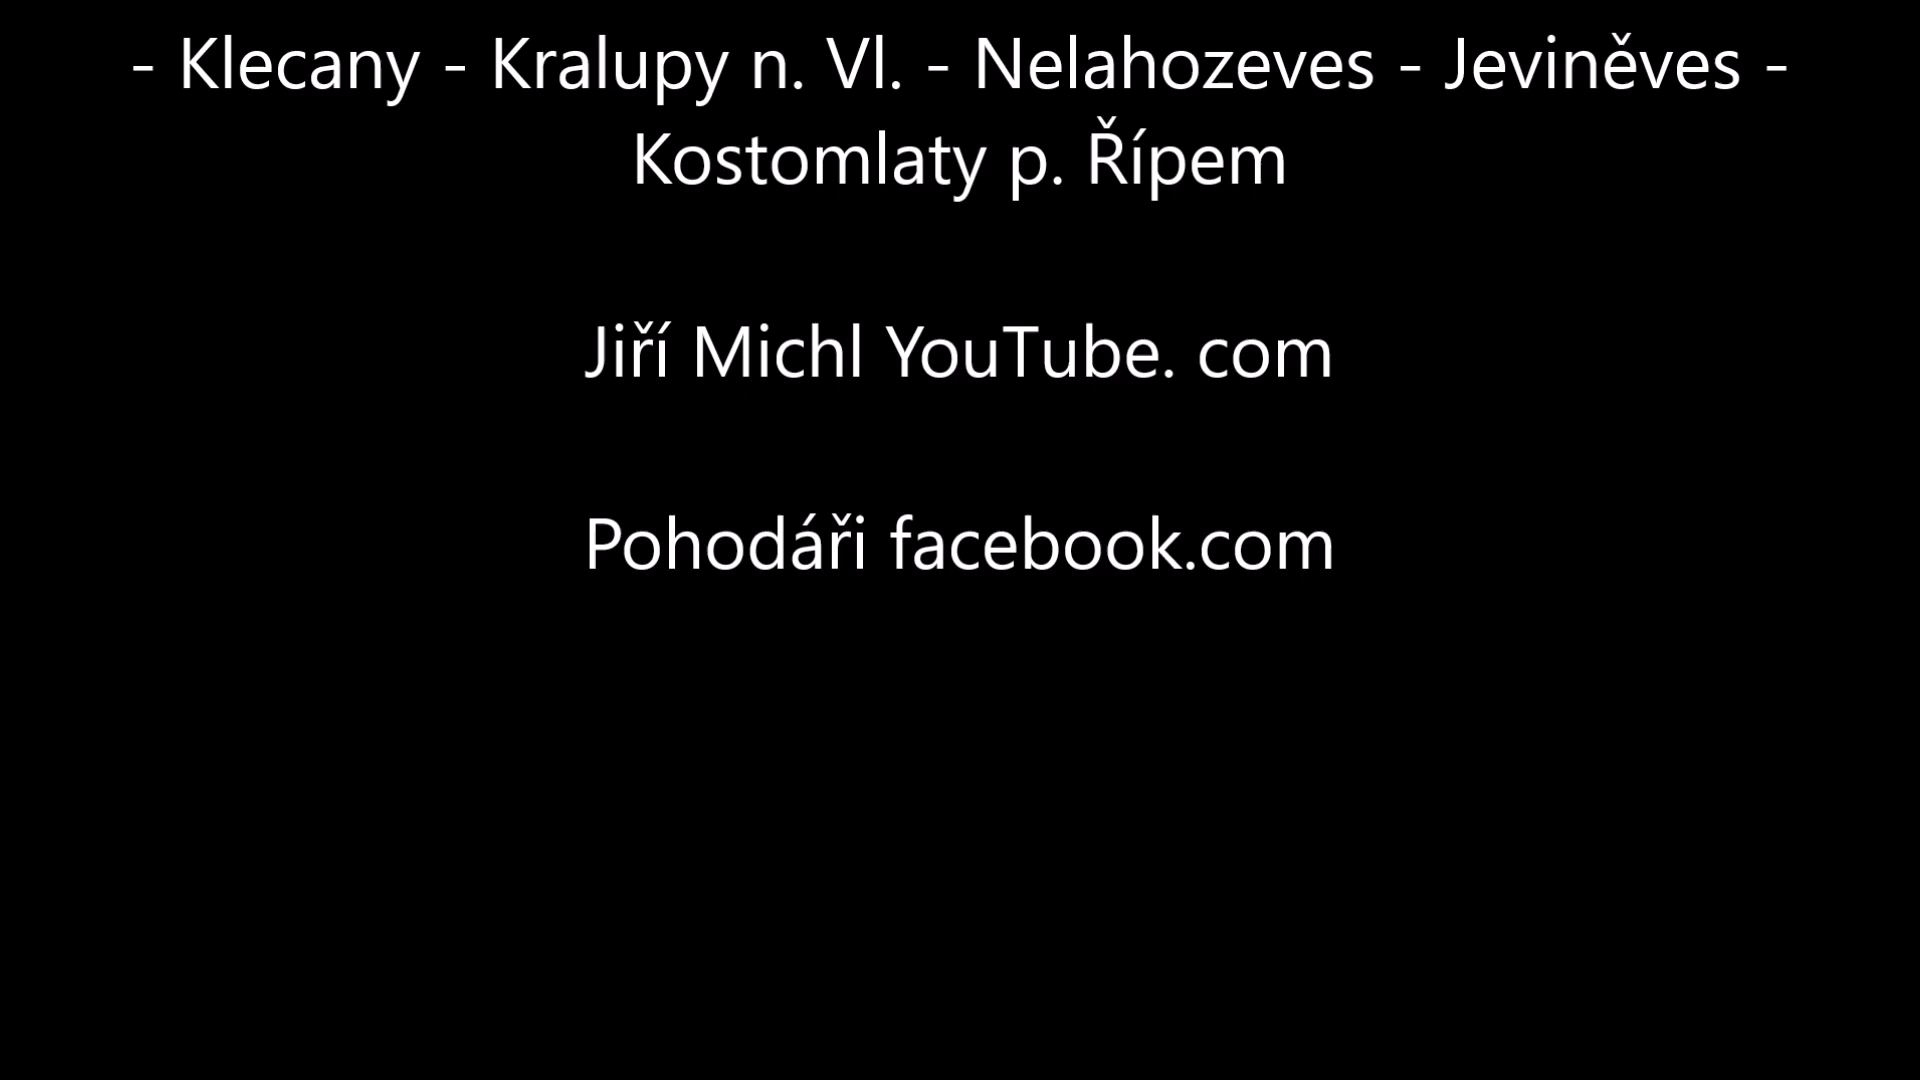 - Klecany - Kralupy n. Vl. - Nelahozeves - Jeviněves -
Kostomlaty p. Řípem
Jiří Michl YouTube. com
Pohodáři facebook.com